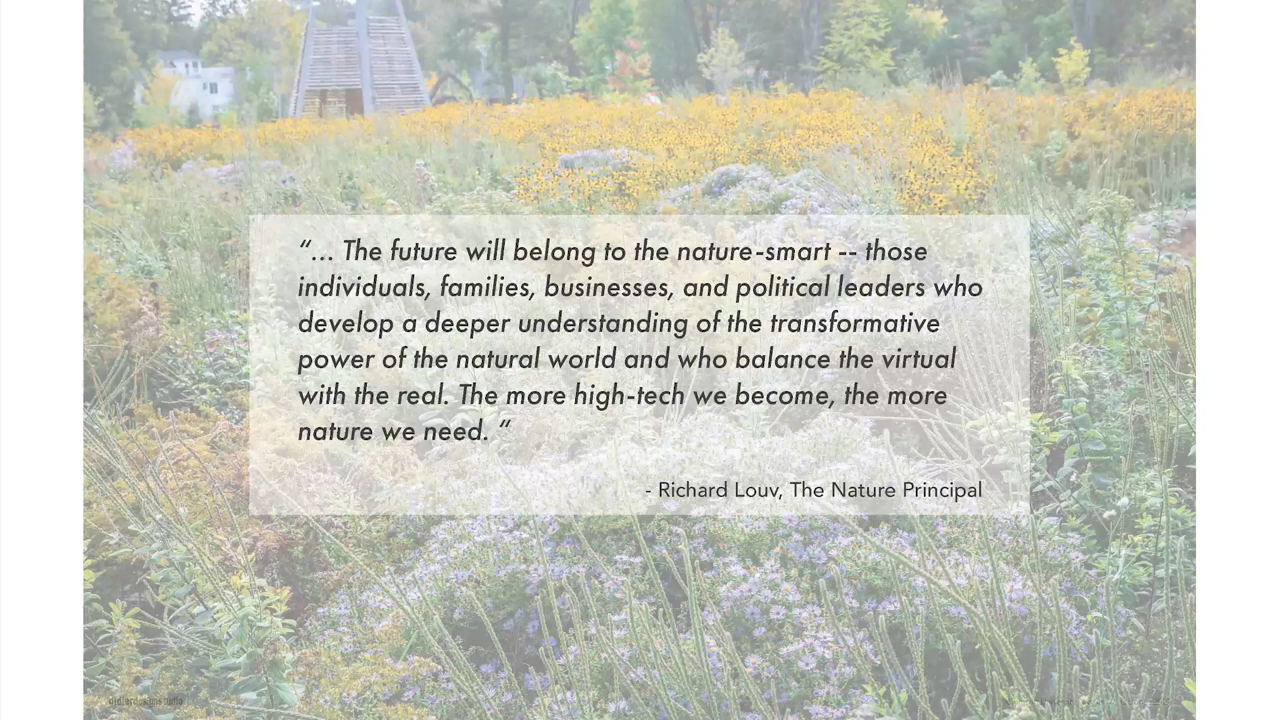 “... The future will belong to the nature-smart -- those
individuals, families, businesses, and political leaders who
develop a deeper understanding of the transformative
power of the natural world and who balance the virtual
with the real. The more high-tech we become, the more
nature we need. “
- Richard Louv, The Nature Principal